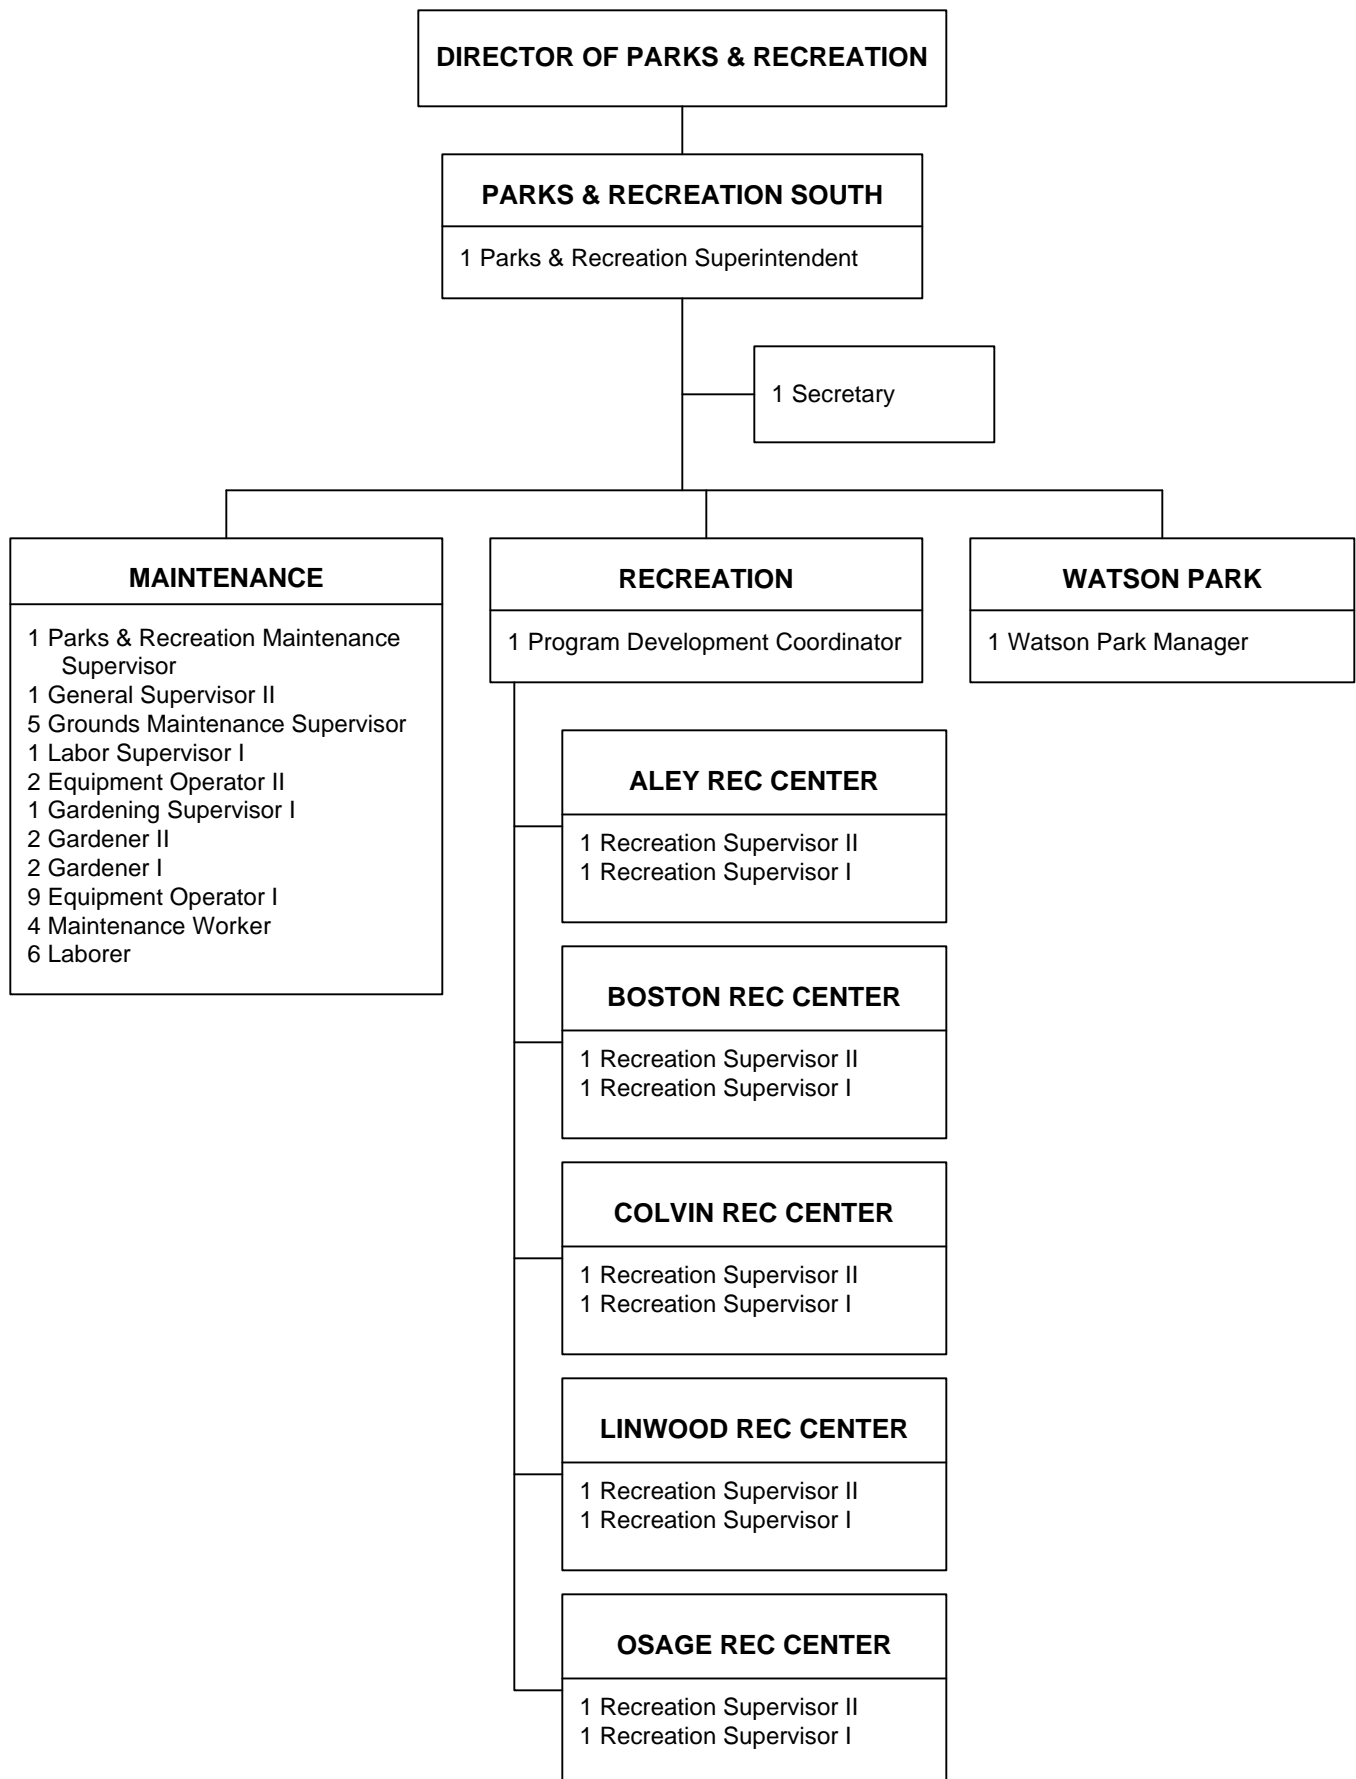 DIRECTOR OF PARKS & RECREATION
PARKS & RECREATION SOUTH
1 Parks & Recreation Superintendent
1 Secretary
MAINTENANCE
1 Parks & Recreation Maintenance
Supervisor
1 General Supervisor II
5 Grounds Maintenance Supervisor
1 Labor Supervisor I
2 Equipment Operator II
1 Gardening Supervisor I
2 Gardener II
2 Gardener I
9 Equipment Operator I
4 Maintenance Worker
6 Laborer
RECREATION
1 Program Development Coordinator
WATSON PARK
1 Watson Park Manager
ALEY REC CENTER
1 Recreation Supervisor II
1 Recreation Supervisor I
BOSTON REC CENTER
1 Recreation Supervisor II
1 Recreation Supervisor I
COLVIN REC CENTER
1 Recreation Supervisor II
1 Recreation Supervisor I
LINWOOD REC CENTER
1 Recreation Supervisor II
1 Recreation Supervisor I
OSAGE REC CENTER
1 Recreation Supervisor II
1 Recreation Supervisor I